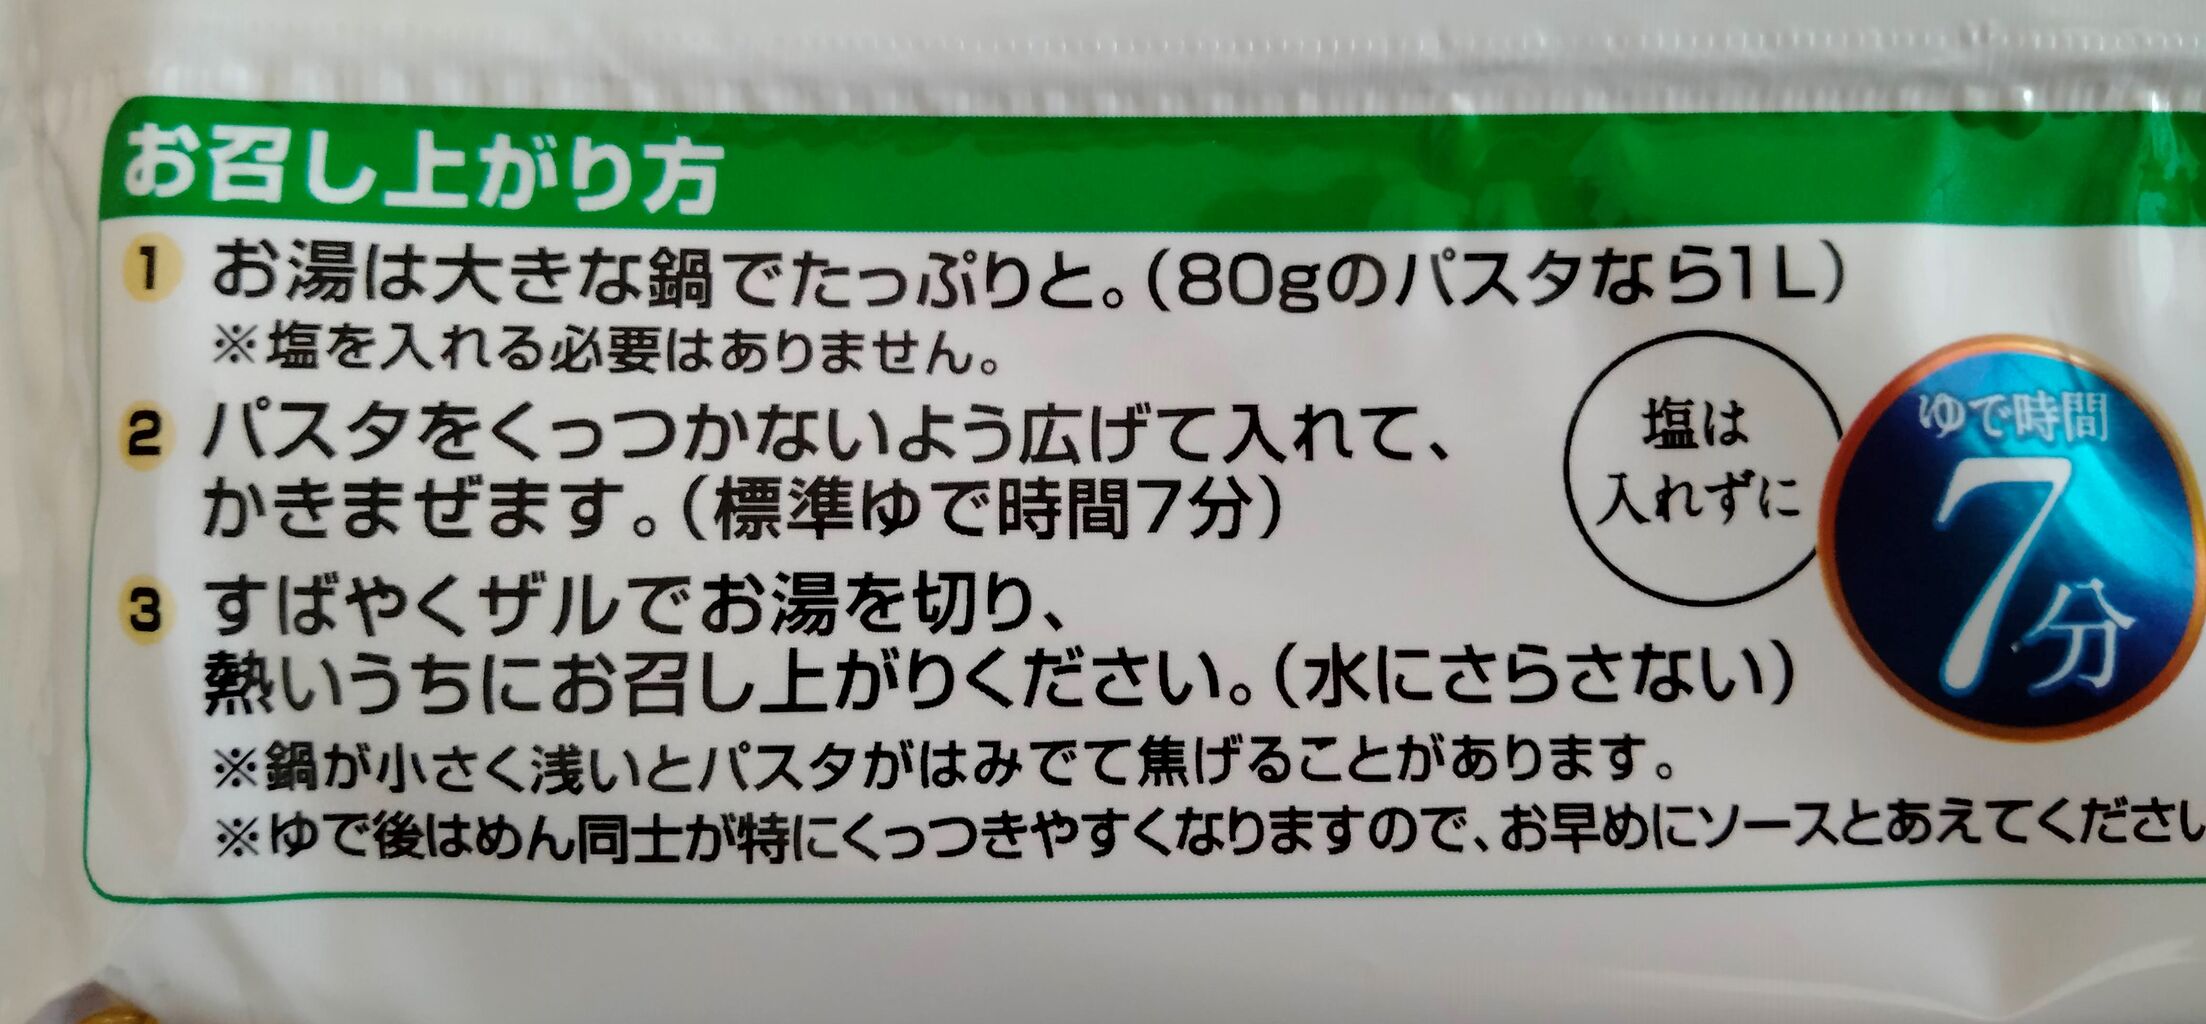 お召し上がり方
1 お湯は大きな鍋でたっぷりと。（80gのパスタなら1L）
※塩を入れる必要はありません。
2 パスタをくっつかないよう広げて入れて、
かきまぜます。（標準ゆで時間7分）
3 すばやくザルでお湯を切り、
熱いうちにお召し上がりください。（水にさらさない）
※鍋が小さく浅いとパスタがはみでて焦げることがあります。
※ゆで後はめん同士が特にくっつきやすくなりますので、お早めにソースとあえてくださ
塩は
入れずに
ゆで時間
7分